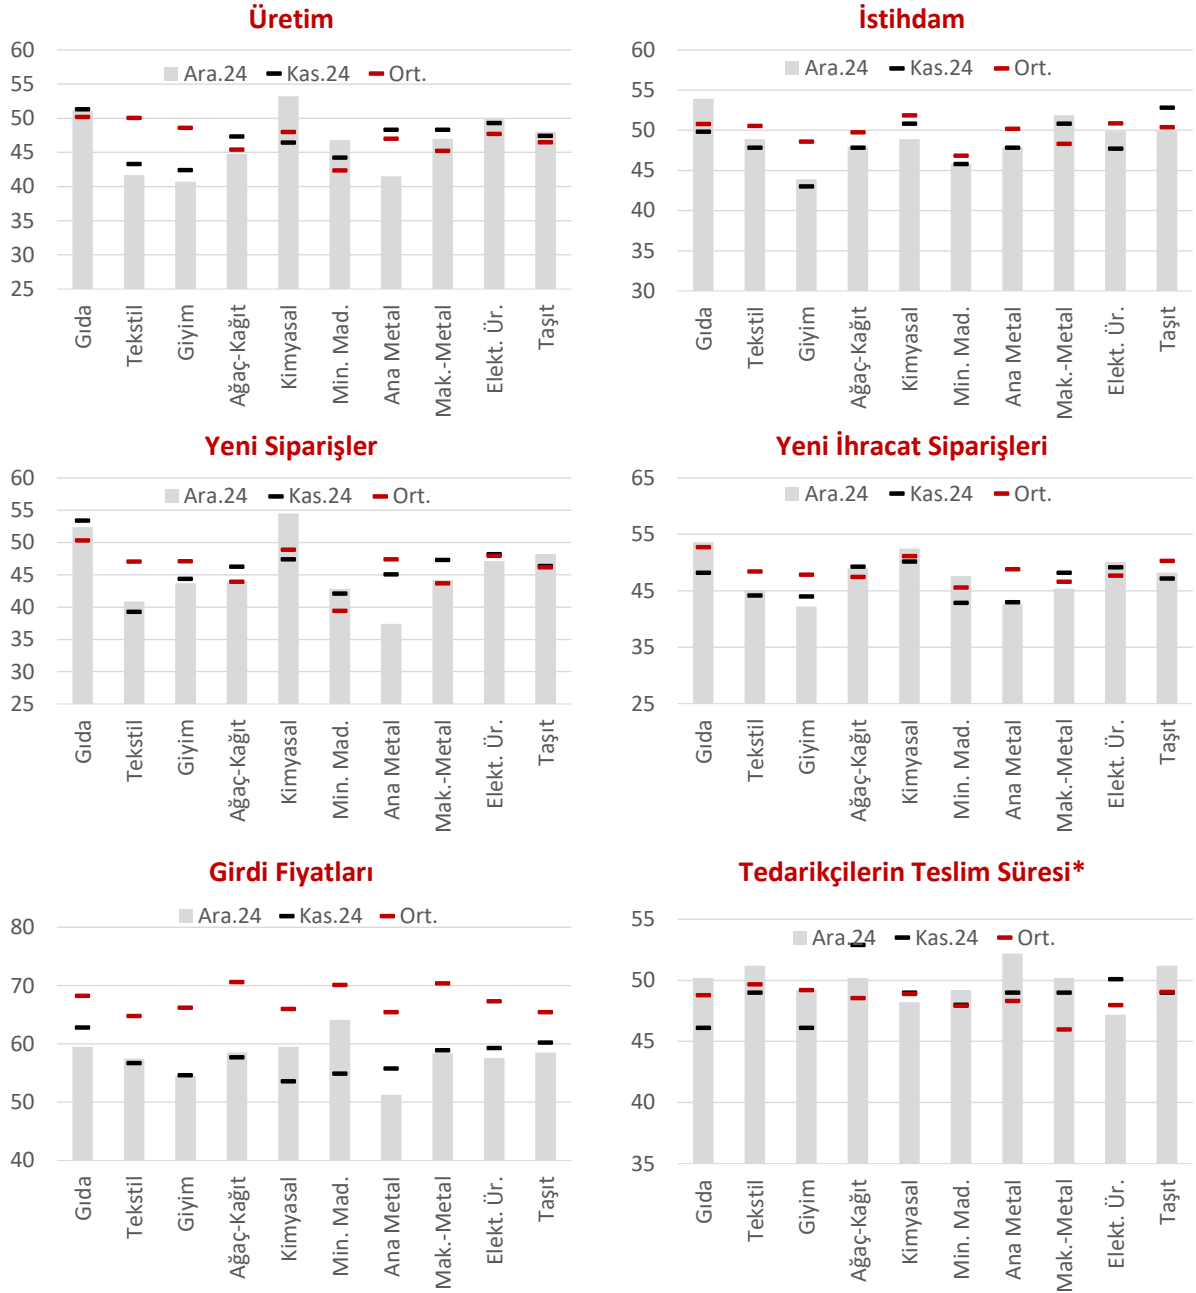 Üretim
60
55
50
45
40
35
30
25
Ara.24 Kas.24 Ort.
Gıda
Tekstil
Giyim
Ağaç-Kağıt
Kimyasal
Min. Mad.
Ana Metal
Mak.-Metal
Elekt. Ür.
Taşıt
İstihdam
60
55
50
45
40
35
30
Ara.24 Kas.24 Ort.
Gıda
Tekstil
Giyim
Ağaç-Kağıt
Kimyasal
Min. Mad.
Ana Metal
Mak.-Metal
Elekt. Ür.
Taşıt
Yeni Siparişler
60
55
50
45
40
35
30
25
Ara.24 Kas.24 Ort.
Gıda
Tekstil
Giyim
Ağaç-Kağıt
Kimyasal
Min. Mad.
Ana Metal
Mak.-Metal
Elekt. Ür.
Taşıt
Yeni İhracat Siparişleri
65
55
45
35
25
Ara.24 Kas.24 Ort.
Gıda
Tekstil
Giyim
Ağaç-Kağıt
Kimyasal
Min. Mad.
Ana Metal
Mak.-Metal
Elekt. Ür.
Taşıt
Girdi Fiyatları
80
70
60
50
40
Ara.24 Kas.24 Ort.
Gıda
Tekstil
Giyim
Ağaç-Kağıt
Kimyasal
Min. Mad.
Ana Metal
Mak.-Metal
Elekt. Ür.
Taşıt
Tedarikçilerin Teslim Süresi*
55
50
45
40
35
Ara.24 Kas.24 Ort.
Gıda
Tekstil
Giyim
Ağaç-Kağıt
Kimyasal
Min. Mad.
Ana Metal
Mak.-Metal
Elekt. Ür.
Taşıt